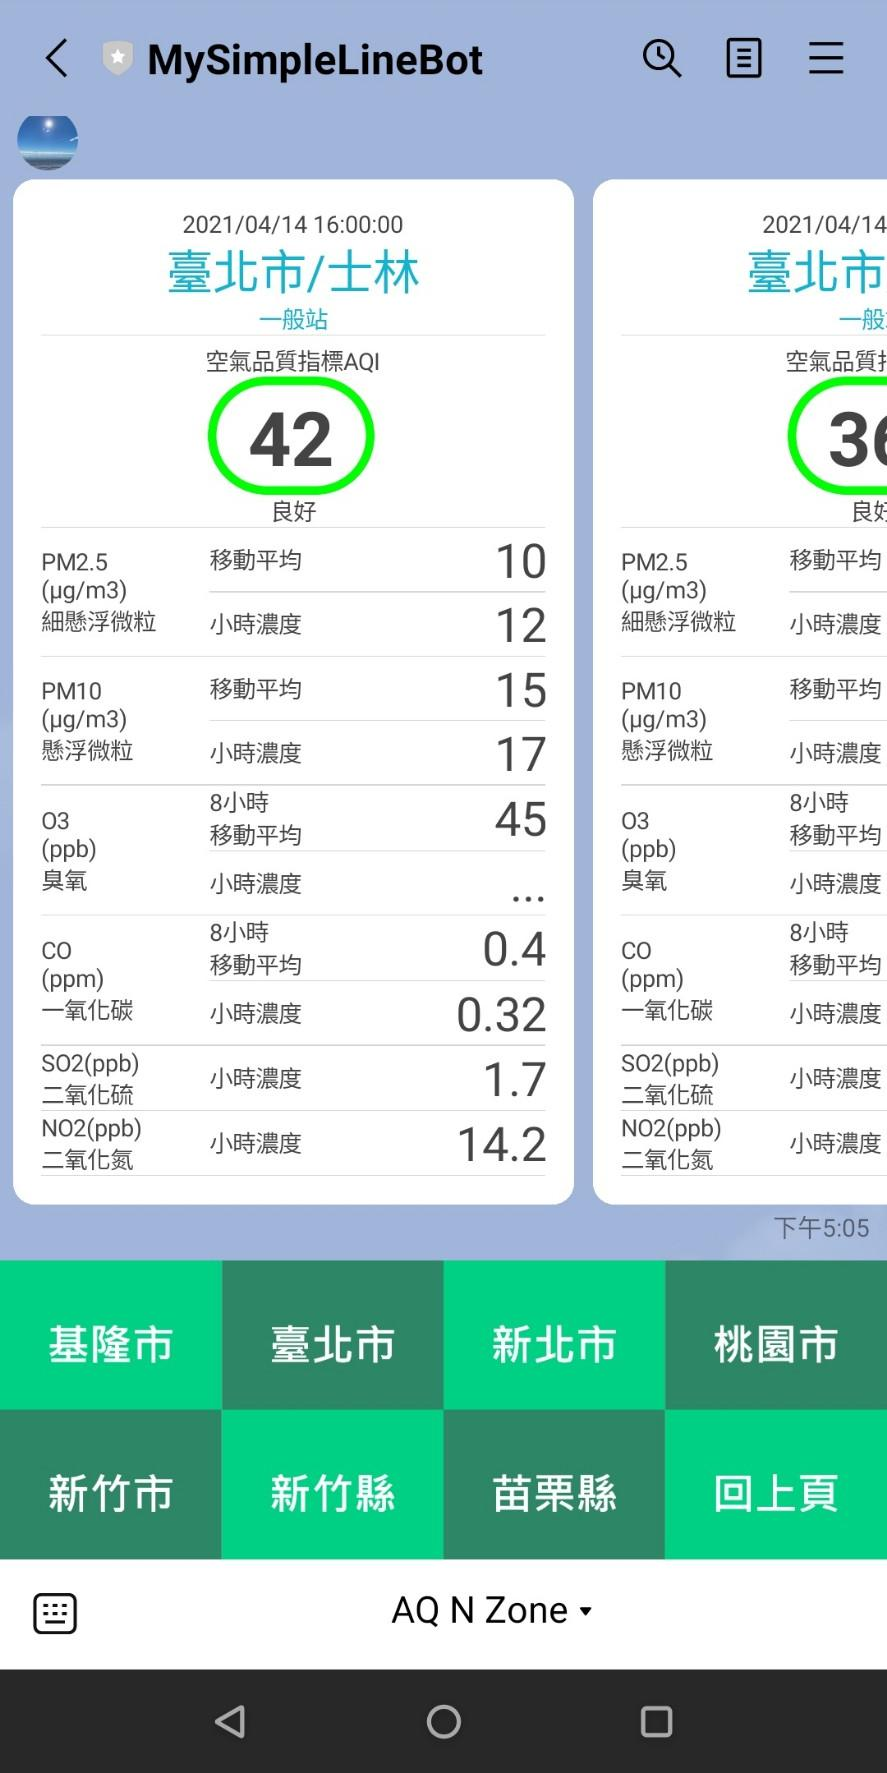 MySimpleLineBot
2021/04/14 16:00:00
臺北市/士林
一般站
空氣品質指標AQI
42
良好
PM2.5
(μg/m3)
細懸浮微粒
移動平均
10
小時濃度
12
PM10
(μg/m3)
懸浮微粒
移動平均
15
小時濃度
17
O3
(ppb)
臭氧
8小時
移動平均
45
小時濃度
...
CO
(ppm)
一氧化碳
8小時
移動平均
0.4
小時濃度
0.32
SO2(ppb)
二氧化硫
小時濃度
1.7
NO2(ppb)
二氧化氮
小時濃度
14.2
2021/04/14
臺北市
一般
空氣品質
36
良好
PM2.5
(μg/m3)
細懸浮微粒
移動平均
小時濃度
PM10
(μg/m3)
懸浮微粒
移動平均
小時濃度
O3
(ppb)
臭氧
8小時
移動平均
小時濃度
CO
(ppm)
一氧化碳
8小時
移動平均
小時濃度
SO2(ppb)
二氧化硫
小時濃度
NO2(ppb)
二氧化氮
小時濃度
下午5:05
基隆市
臺北市
新北市
桃園市
新竹市
新竹縣
苗栗縣
回上頁
AQ N Zone